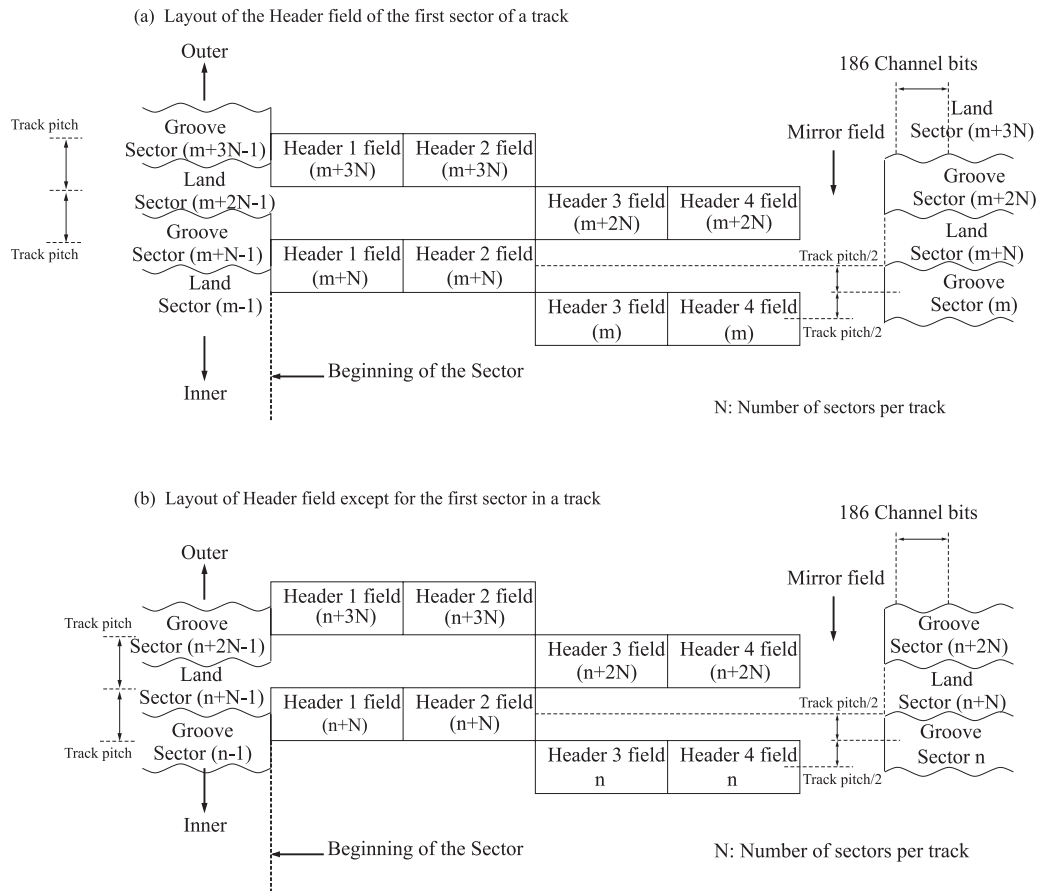 (a) Layout of the Header field of the first sector of a track
Outer
186 Channel bits
Track pitch
Groove
Sector (m+3N-1)
Header 1 field
(m+3N)
Header 2 field
(m+3N)
Mirror field
Land
Sector (m+3N)
Land
Sector (m+2N-1)
Header 3 field
(m+2N)
Header 4 field
(m+2N)
Groove
Sector (m+2N)
Track pitch
Groove
Sector (m+N-1)
Header 1 field
(m+N)
Header 2 field
(m+N)
Track pitch/2
Land
Sector (m+N)
Land
Sector (m-1)
Header 3 field
(m)
Header 4 field
(m)
Track pitch/2
Groove
Sector (m)
Beginning of the Sector
Inner
N: Number of sectors per track
(b) Layout of Header field except for the first sector in a track
186 Channel bits
Outer
Header 1 field
(n+3N)
Header 2 field
(n+3N)
Mirror field
Track pitch
Groove
Sector (n+2N-1)
Header 3 field
(n+2N)
Header 4 field
(n+2N)
Groove
Sector (n+2N)
Land
Sector (n+N-1)
Header 1 field
(n+N)
Header 2 field
(n+N)
Track pitch/2
Land
Sector (n+N)
Track pitch
Groove
Sector (n-1)
Header 3 field
n
Header 4 field
n
Track pitch/2
Groove
Sector n
Inner
Beginning of the Sector
N: Number of sectors per track